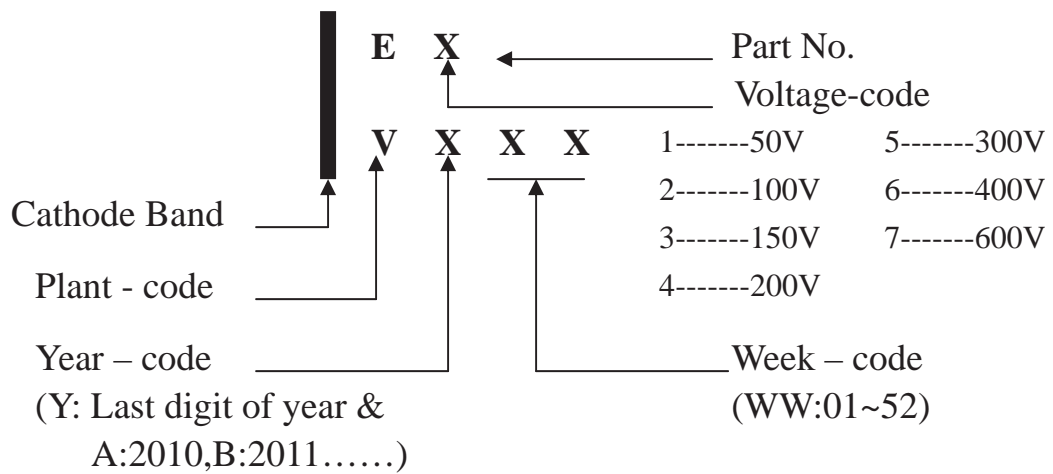 E X Part No.
Voltage-code
V X X X 1-------50V 5-------300V
2-------100V 6-------400V
Cathode Band 3-------150V 7-------600V
Plant - code 4-------200V
Year – code Week – code
(Y: Last digit of year & (WW:01~52)
A:2010,B:2011……)